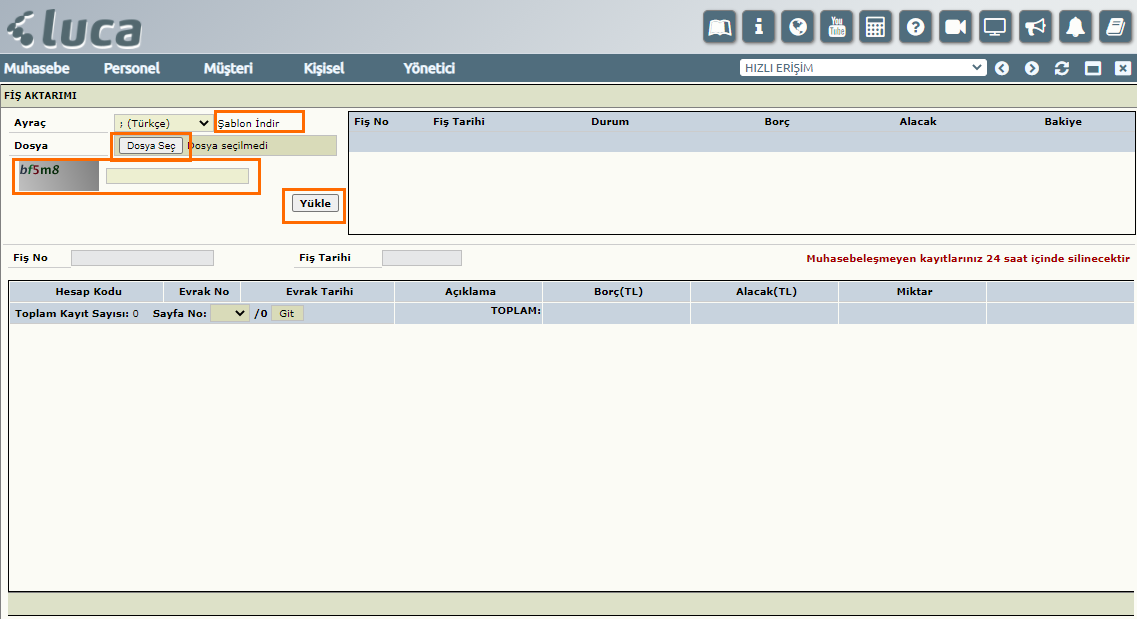 luca
You Tube
Muhasebe Personel Müşteri Kişisel Yönetici HIZLI ERİŞİM
FİŞ AKTARIMI
Ayraç ; (Türkçe) Şablon İndir
Dosya Dosya Seç Dosya seçilmedi
bf5m8
Yükle
Fiş No Fiş Tarihi Durum Borç Alacak Bakiye
Fiş No Fiş Tarihi Muhasebeleşmeyen kayıtlarınız 24 saat içinde silinecektir
Hesap Kodu Evrak No Evrak Tarihi Açıklama Borç(TL) Alacak(TL) Miktar
Toplam Kayıt Sayısı: 0 Sayfa No: /0 Git TOPLAM: